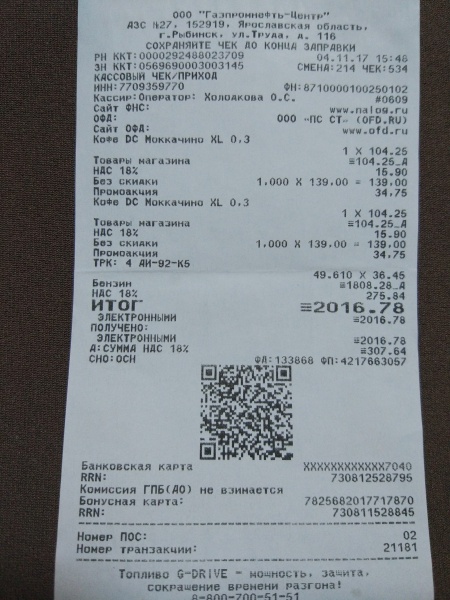 ООО "Газпромнефть-Центр"
АЗС №27, 152919, Ярославская область,
г.Рыбинск, ул.Труда, д. 116
СОХРАНЯЙТЕ ЧЕК ДО КОНЦА ЗАПРАВКИ
РН ККТ:0000292488023709 04.11.17 15:48
ЗН ККТ:0569690003003145 СМЕНА:214 ЧЕК:534
КАССОВЫЙ ЧЕК/ПРИХОД
ИНН:7709359770 ФН:8710000100250102
Кассир:Оператор: Холодкова О.С. #0609
Сайт ФНС: www.nalog.ru
ОФД: ООО «ПС СТ» (OFD.RU)
Сайт ОФД: www.ofd.ru
Кофе DC Моккачино XL 0,3
1 X 104.25
Товары магазина ≡104.25_А
НДС 18% 15.90
Без скидки 1,000 X 139,00 = 139,00
Промоакция 34,75
Кофе DC Моккачино XL 0,3
1 X 104.25
Товары магазина ≡104.25_А
НДС 18% 15.90
Без скидки 1,000 X 139,00 = 139,00
Промоакция 34,75
ТРК: 4 АИ-92-К5
49.610 X 36.45
Бензин ≡1808.28_А
НДС 18% 275.84
ИТОГ ≡2016.78
ЭЛЕКТРОННЫМИ ≡2016.78
ПОЛУЧЕНО:
ЭЛЕКТРОННЫМИ ≡2016.78
А:СУММА НДС 18% ≡307.64
СНО:ОСН ФД:133868 ФП:4217663057
Банковская карта XXXXXXXXXXXX7040
RRN: 730812528795
Комиссия ГПБ(АО) не взимается
Бонусная карта: 7825682017717870
RRN: 730811528845
Номер ПОС: 02
Номер транзакции: 21181
Топливо G-DRIVE - мощность, защита,
сокращение времени разгона!
8-800-700-51-51